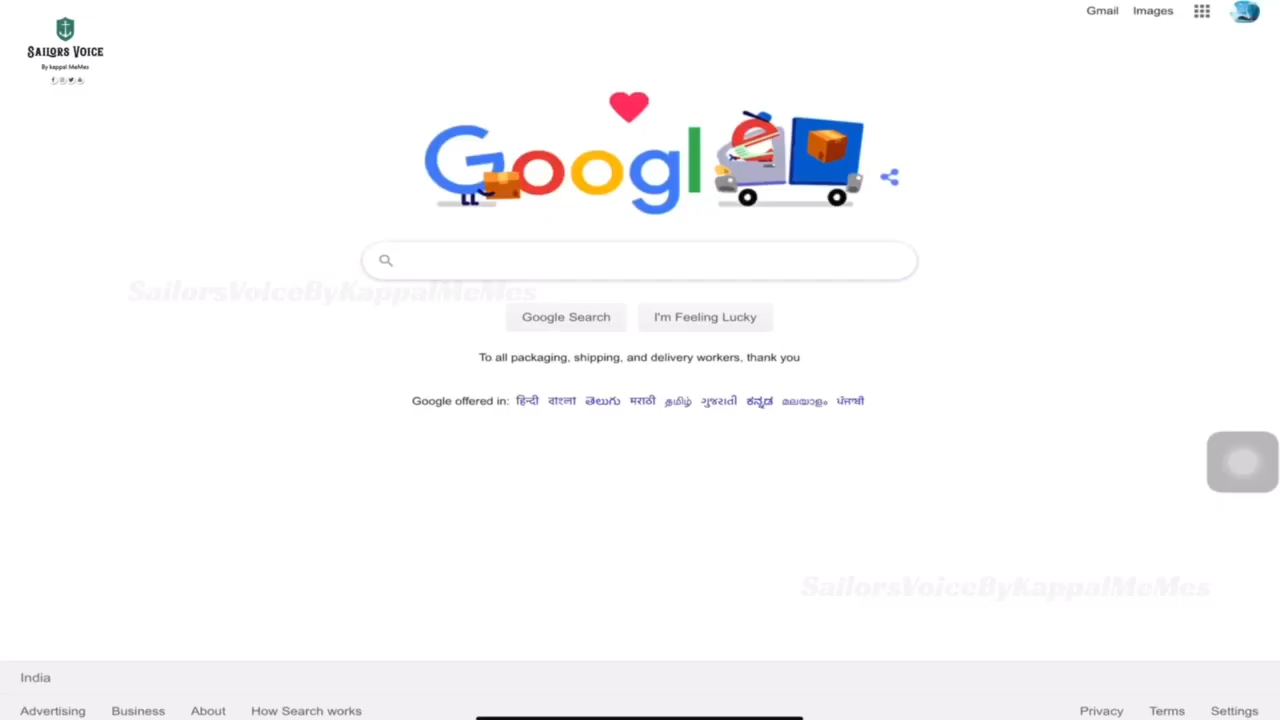 Gmail Images
SAILORS VOICE
By kappal MeMes
Google
SailorsVoiceByKappalMeMes
Google Search I'm Feeling Lucky
To all packaging, shipping, and delivery workers, thank you
Google offered in: हिन्दी বাংলা తెలుగు मराठी தமிழ் ગુજરાતી ಕನ್ನಡ മലയാളം ਪੰਜਾਬੀ
SailorsVoiceByKappalMeMes
India
Advertising Business About How Search works Privacy Terms Settings